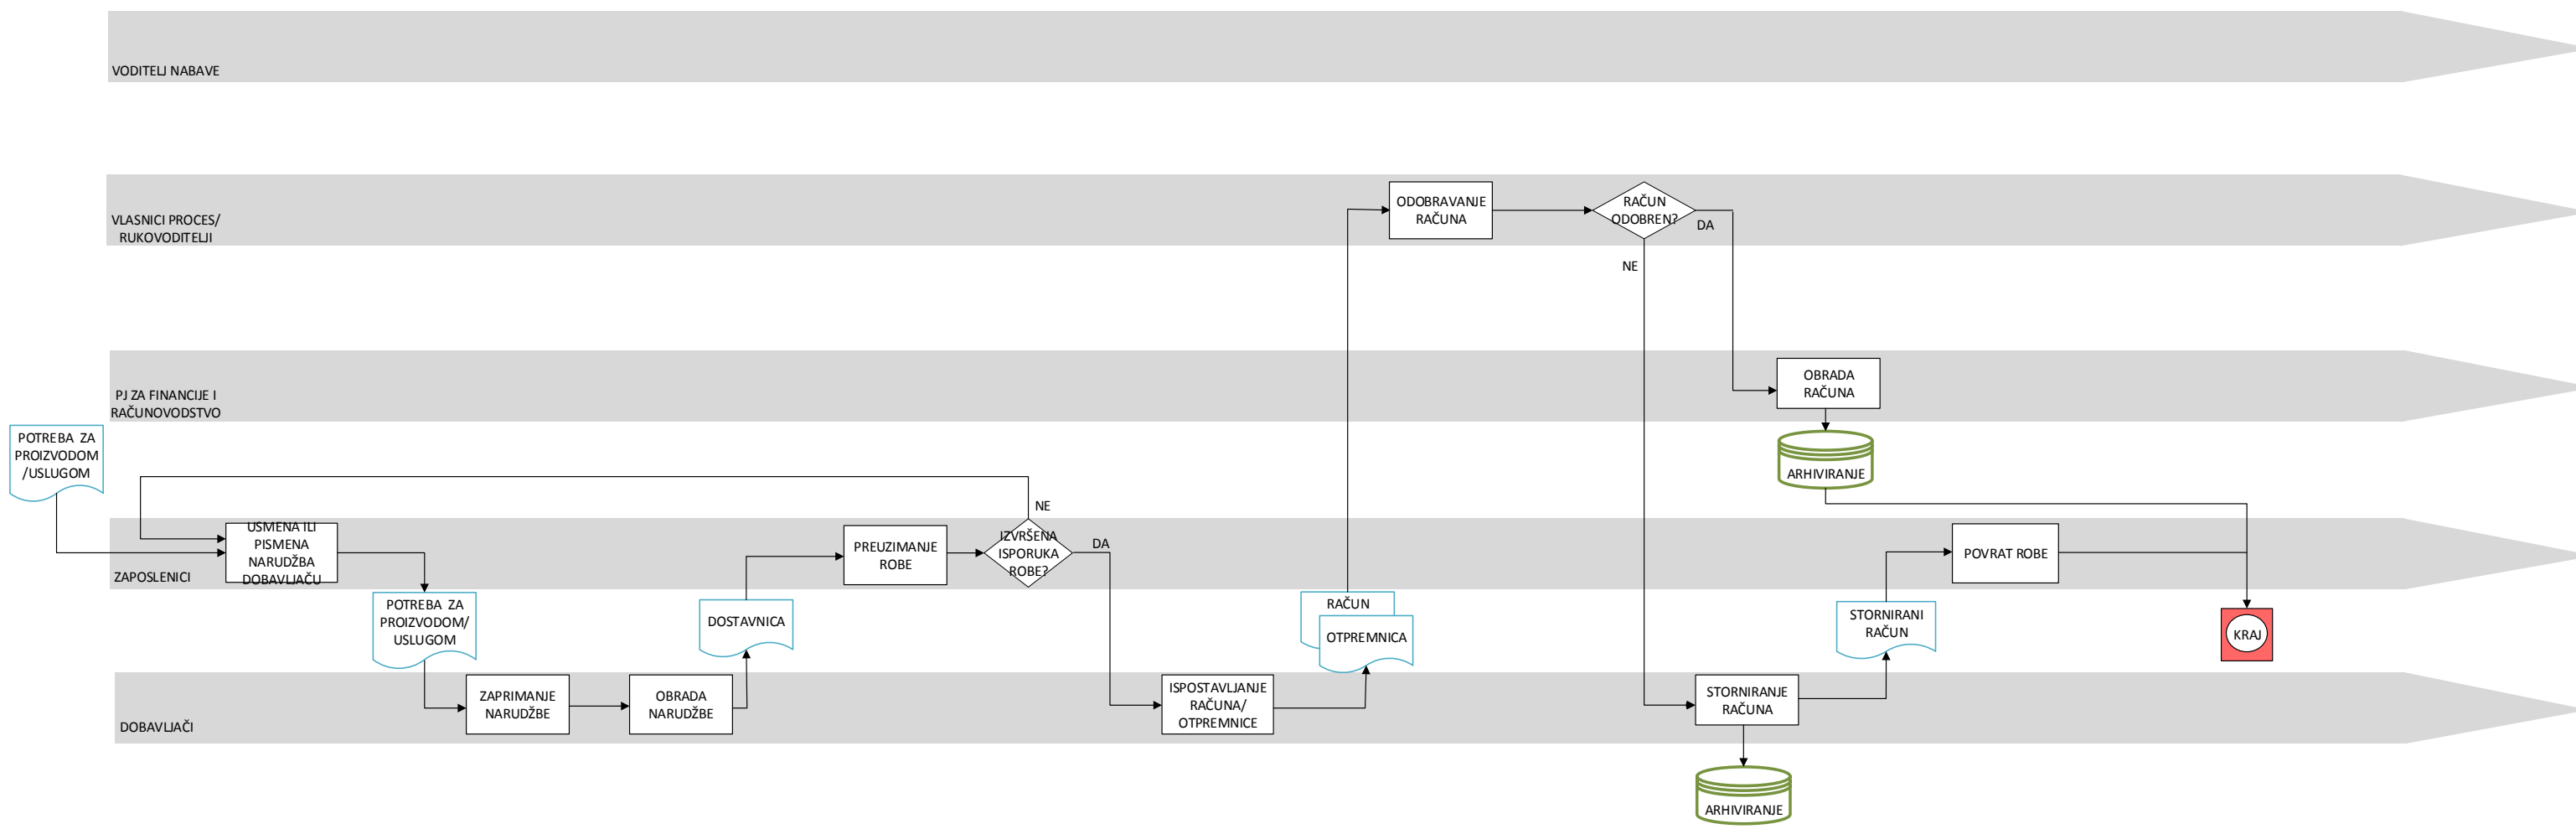 VODITELJ NABAVE
VLASNICI PROCES/
RUKOVODITELJI
ODOBRAVANJE
RAČUNA
RAČUN
ODOBREN?
DA
NE
PJ ZA FINANCIJE I
RAČUNOVODSTVO
OBRADA
RAČUNA
ARHIVIRANJE
POTREBA ZA
PROIZVODOM
/USLUGOM
ZAPOSLENICI
USMENA ILI
PISMENA
NARUDŽBA
DOBAVLJAČU
PREUZIMANJE
ROBE
NE
IZVRŠENA
ISPORUKA
ROBE?
DA
POVRAT ROBE
POTREBA ZA
PROIZVODOM/
USLUGOM
DOSTAVNICA
RAČUN
OTPREMNICA
STORNIRANI
RAČUN
KRAJ
DOBAVLJAČI
ZAPRIMANJE
NARUDŽBE
OBRADA
NARUDŽBE
ISPOSTAVLJANJE
RAČUNA/
OTPREMNICE
STORNIRANJE
RAČUNA
ARHIVIRANJE